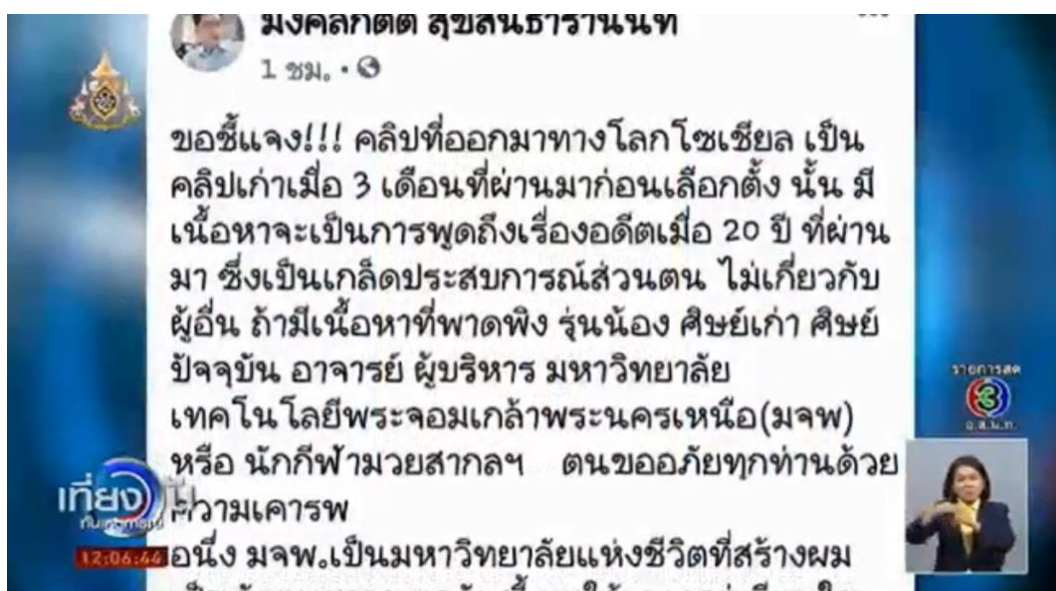 มงคลกิตติ์ สุขสินธารานนท์
1 ชม.
ขอชี้แจง!!! คลิปที่ออกมาทางโลกโซเชียล เป็น
คลิปเก่าเมื่อ 3 เดือนที่ผ่านมาก่อนเลือกตั้ง นั้น มี
เนื้อหาจะเป็นการพูดถึงเรื่องอดีตเมื่อ 20 ปี ที่ผ่าน
มา ซึ่งเป็นเกล็ดประสบการณ์ส่วนตน ไม่เกี่ยวกับ
ผู้อื่น ถ้ามีเนื้อหาที่พาดพิง รุ่นน้อง ศิษย์เก่า ศิษย์
ปัจจุบัน อาจารย์ ผู้บริหาร มหาวิทยาลัย
เทคโนโลยีพระจอมเกล้าพระนครเหนือ(มจพ)
หรือ นักกีฬามวยสากลฯ ตนขออภัยทุกท่านด้วย
ความเคารพ
อนึ่ง มจพ.เป็นมหาวิทยาลัยแห่งชีวิตที่สร้างผม
รายการสด
3
อ.ส.ม.ท.
เที่ยงวัน
ทันเหตุการณ์
12:06:44